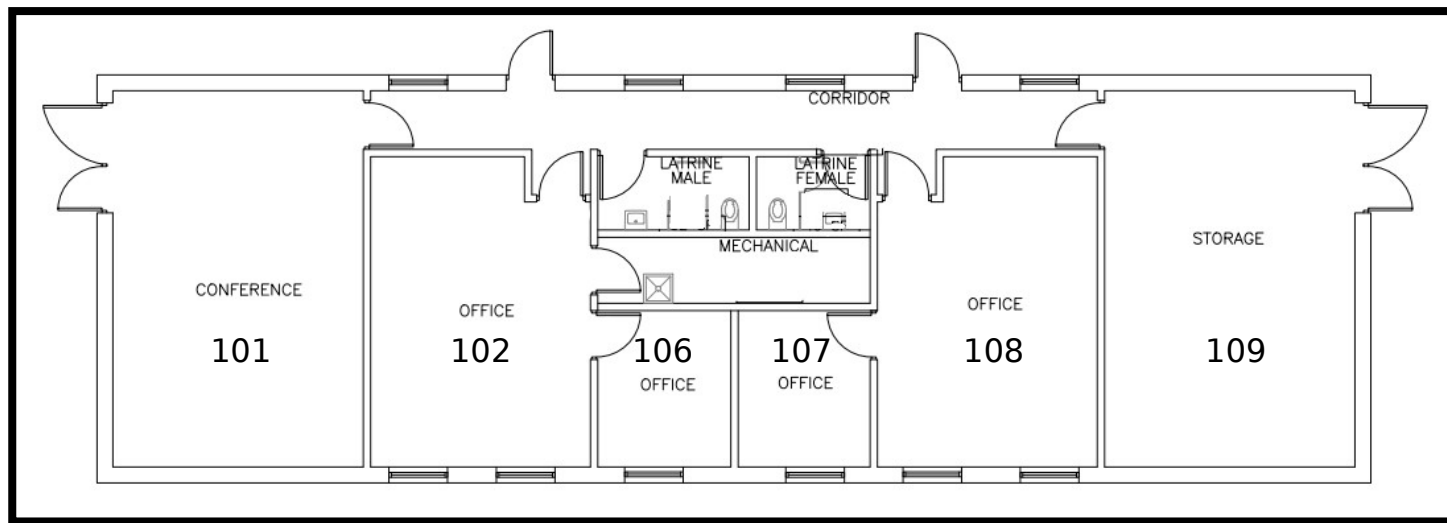 CORRIDOR
LATRINE
MALE
LATRINE
FEMALE
MECHANICAL
CONFERENCE
101
OFFICE
102
106
OFFICE
107
OFFICE
OFFICE
108
STORAGE
109